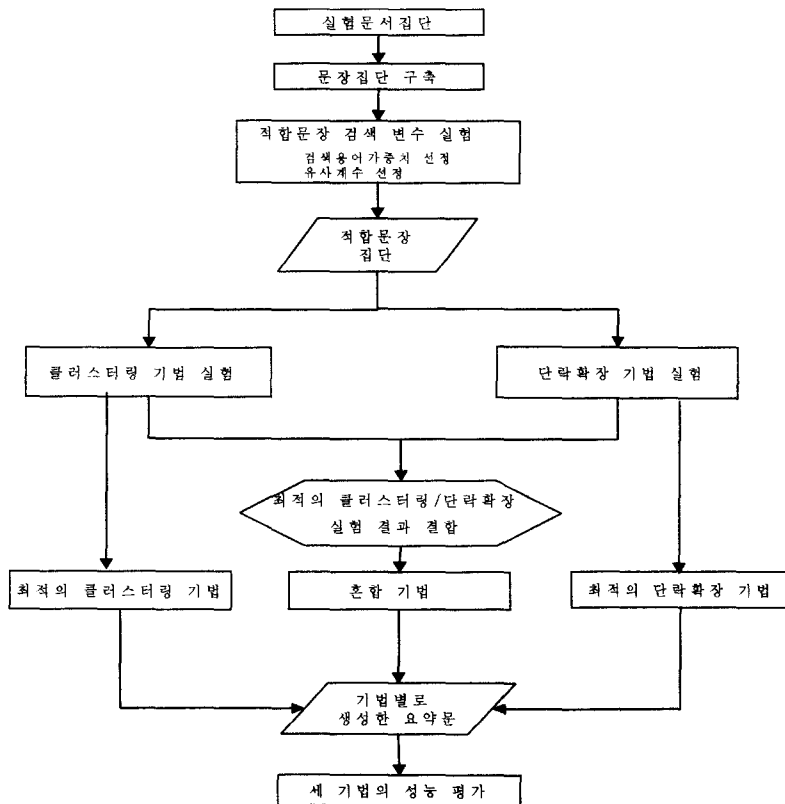 실험문서집단
문장집단 구축
적합문장 검색 변수 실험
검색용어가중치 선정
유사계수 선정
적합문장
집단
클러스터링 기법 실험
단락확장 기법 실험
최적의 클러스터링/단락확장
실험 결과 결합
최적의 클러스터링 기법
혼합 기법
최적의 단락확장 기법
기법별로
생성한 요약문
세 기법의 성능 평가